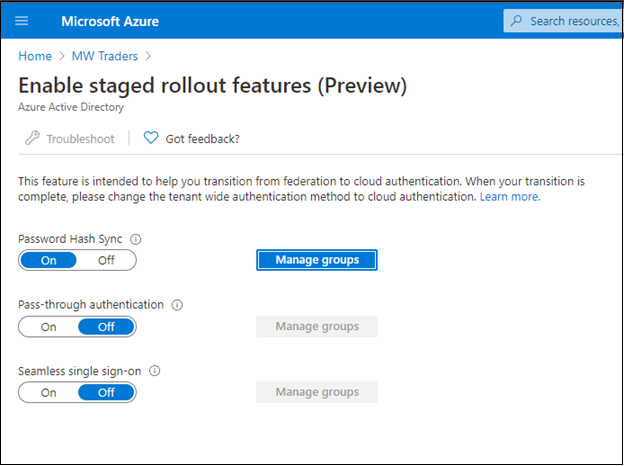 Microsoft Azure
Search resources,
Home > MW Traders >
Enable staged rollout features (Preview)
Azure Active Directory
Troubleshoot
Got feedback?
This feature is intended to help you transition from federation to cloud authentication. When your transition is
complete, please change the tenant wide authentication method to cloud authentication. Learn more.
Password Hash Sync
On Off
Manage groups
Pass-through authentication
On Off
Manage groups
Seamless single sign-on
On Off
Manage groups